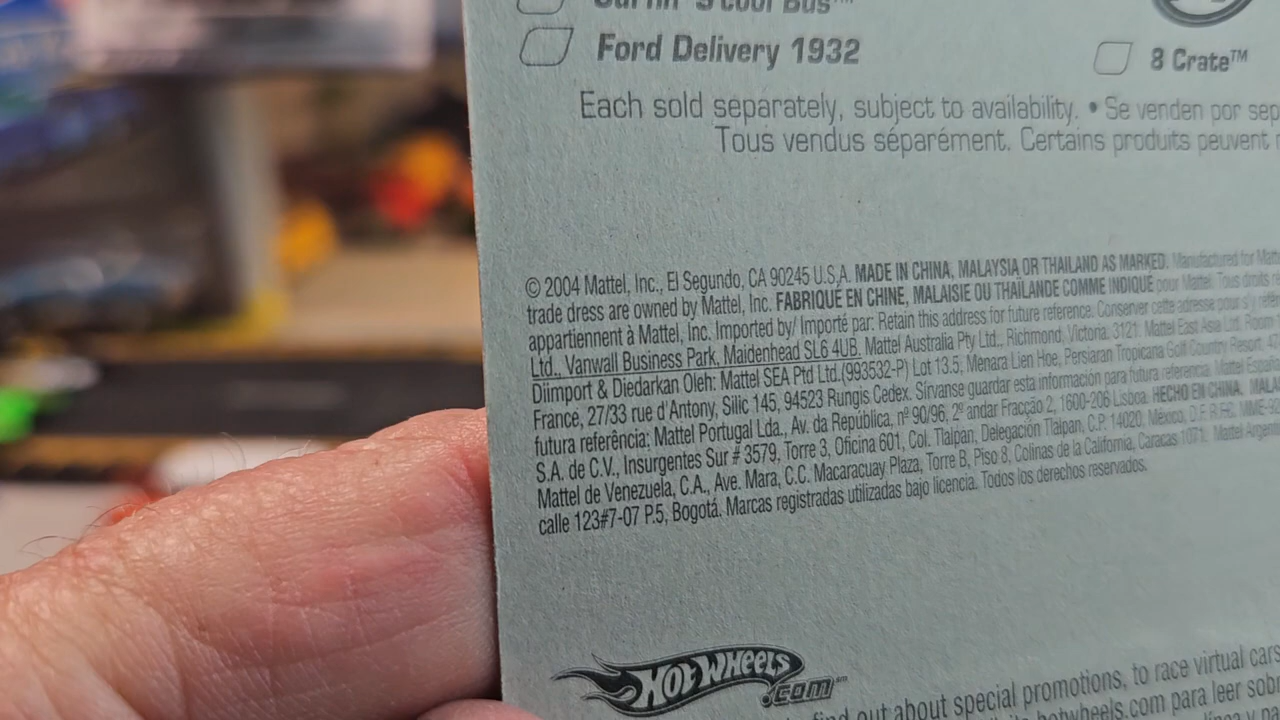 Surfin' S'cool Bus™
Ford Delivery 1932
8 Crate™
Each sold separately, subject to availability. • Se venden por sep
Tous vendus séparément. Certains produits peuvent
© 2004 Mattel, Inc., El Segundo, CA 90245 U.S.A. MADE IN CHINA, MALAYSIA OR THAILAND AS MARKED. Manufactured for Matt
trade dress are owned by Mattel, Inc. FABRIQUÉ EN CHINE, MALAISIE OU THAÏLANDE COMME INDIQUÉ pour Mattel. Tous droits
appartiennent à Mattel, Inc. Imported by/ Importé par: Retain this address for future reference. Conserver cette adresse pour s'y
Ltd., Vanwall Business Park, Maidenhead SL6 4UB. Mattel Australia Pty Ltd., Richmond, Victoria. 3121. Mattel East Asia Ltd. Room
Diimport & Diedarkan Oleh: Mattel SEA Ptd Ltd.(993532-P) Lot 13.5, Menara Lien Hoe, Persiaran Tropicana Golf Country Resort, 47
France, 27/33 rue d'Antony, Silic 145, 94523 Rungis Cedex. Sírvanse guardar esta información para futura referencia. Mattel España
futura referência: Mattel Portugal Lda., Av. da República, nº 90/96, 2º andar Fracção 2, 1600-206 Lisboa. HECHO EN CHINA, MALA
S.A. de C.V., Insurgentes Sur # 3579, Torre 3, Oficina 601, Col. Tlalpan, Delegación Tlalpan, C.P. 14020, México, D.F. R.F.C. MME-9
Mattel de Venezuela, C.A., Ave. Mara, C.C. Macaracuay Plaza, Torre B, Piso 8, Colinas de la California, Caracas 1071. Mattel Argen
calle 123#7-07 P.5, Bogotá. Marcas registradas utilizadas bajo licencia. Todos los derechos reservados.
HOT WHEELS.com℠
find out about special promotions, to race virtual cars
hotwheels.com para leer sob